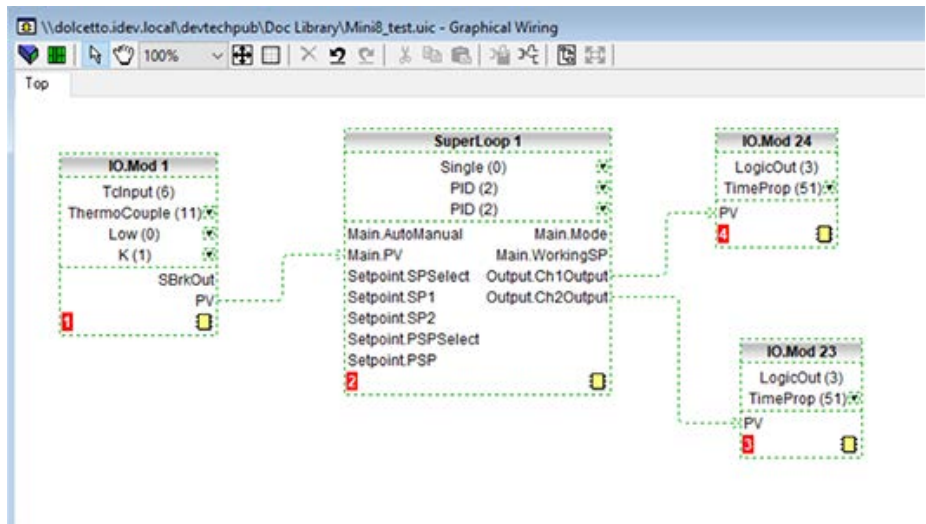 \\dolcetto.idev.local\devtechpub\Doc Library\Mini8_test.uic - Graphical Wiring
100%
Top
IO.Mod 1
TcInput (6)
ThermoCouple (11)
Low (0)
K (1)
SBrkOut
PV
1
SuperLoop 1
Single (0)
PID (2)
PID (2)
Main.AutoManual Main.Mode
Main.PV Main.WorkingSP
Setpoint.SPSelect Output.Ch1Output
Setpoint.SP1 Output.Ch2Output
Setpoint.SP2
Setpoint.PSPSelect
Setpoint.PSP
2
IO.Mod 24
LogicOut (3)
TimeProp (51)
PV
4
IO.Mod 23
LogicOut (3)
TimeProp (51)
PV
3